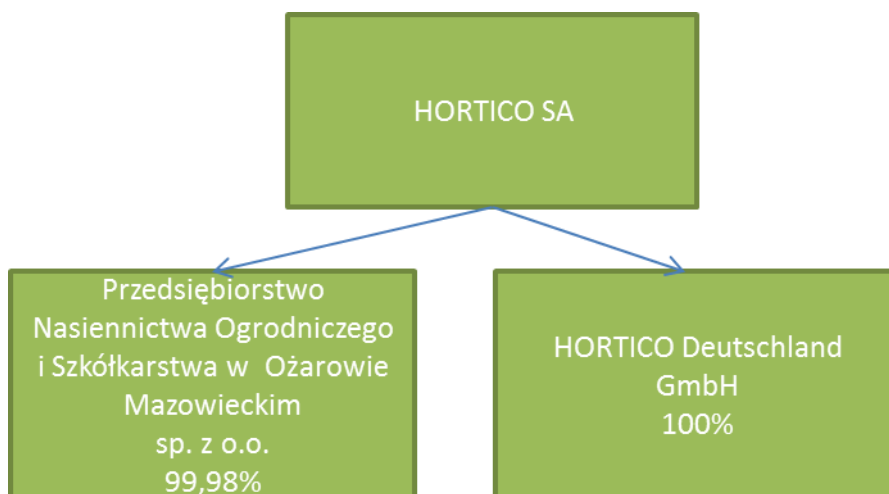 HORTICO SA
Przedsiębiorstwo
Nasiennictwa Ogrodniczego
i Szkółkarstwa w Ożarowie
Mazowieckim
sp. z o.o.
99,98%
HORTICO Deutschland
GmbH
100%